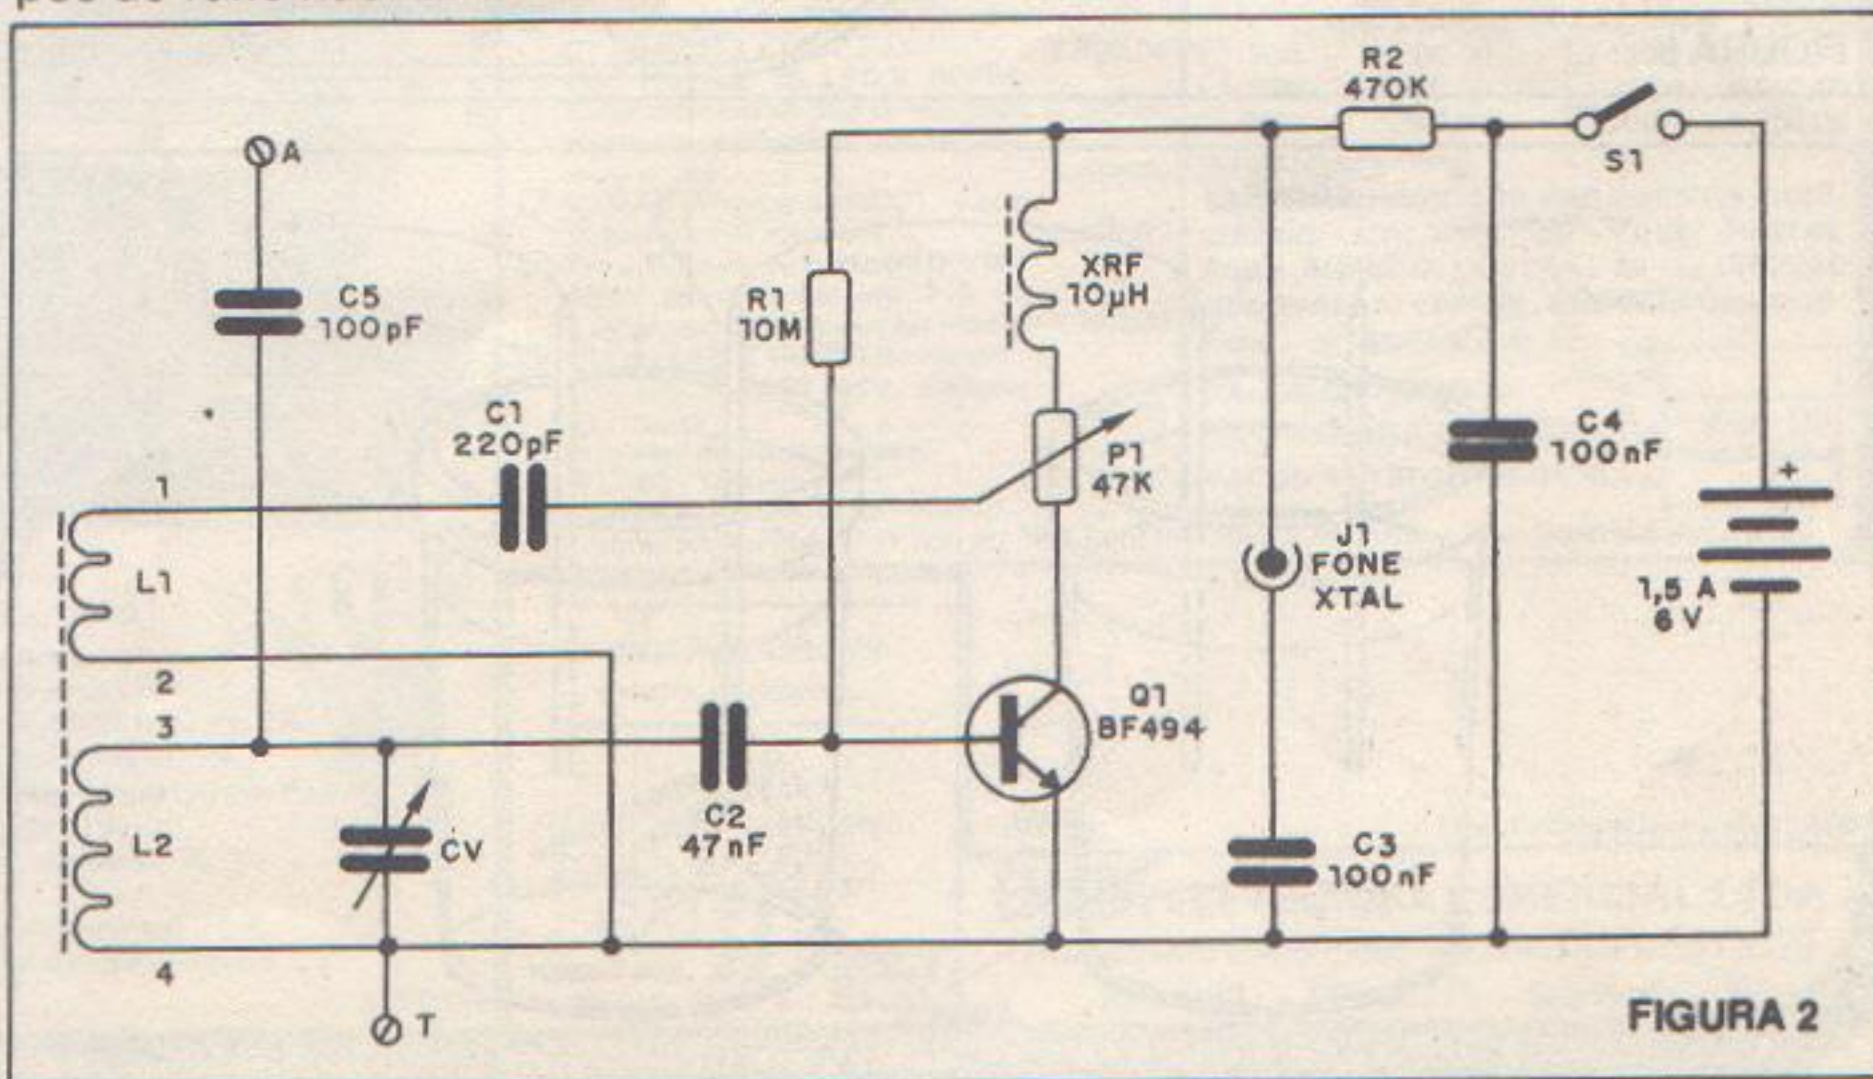 R2
470K
S1
A
C5
100pF
R1
10M
XRF
10µH
C1
220pF
P1
47K
C4
100nF
+
1
L1
J1
FONE
XTAL
1,5 A
6 V
2
3
Q1
BF494
L2
CV
C2
47nF
C3
100nF
4
T
FIGURA 2